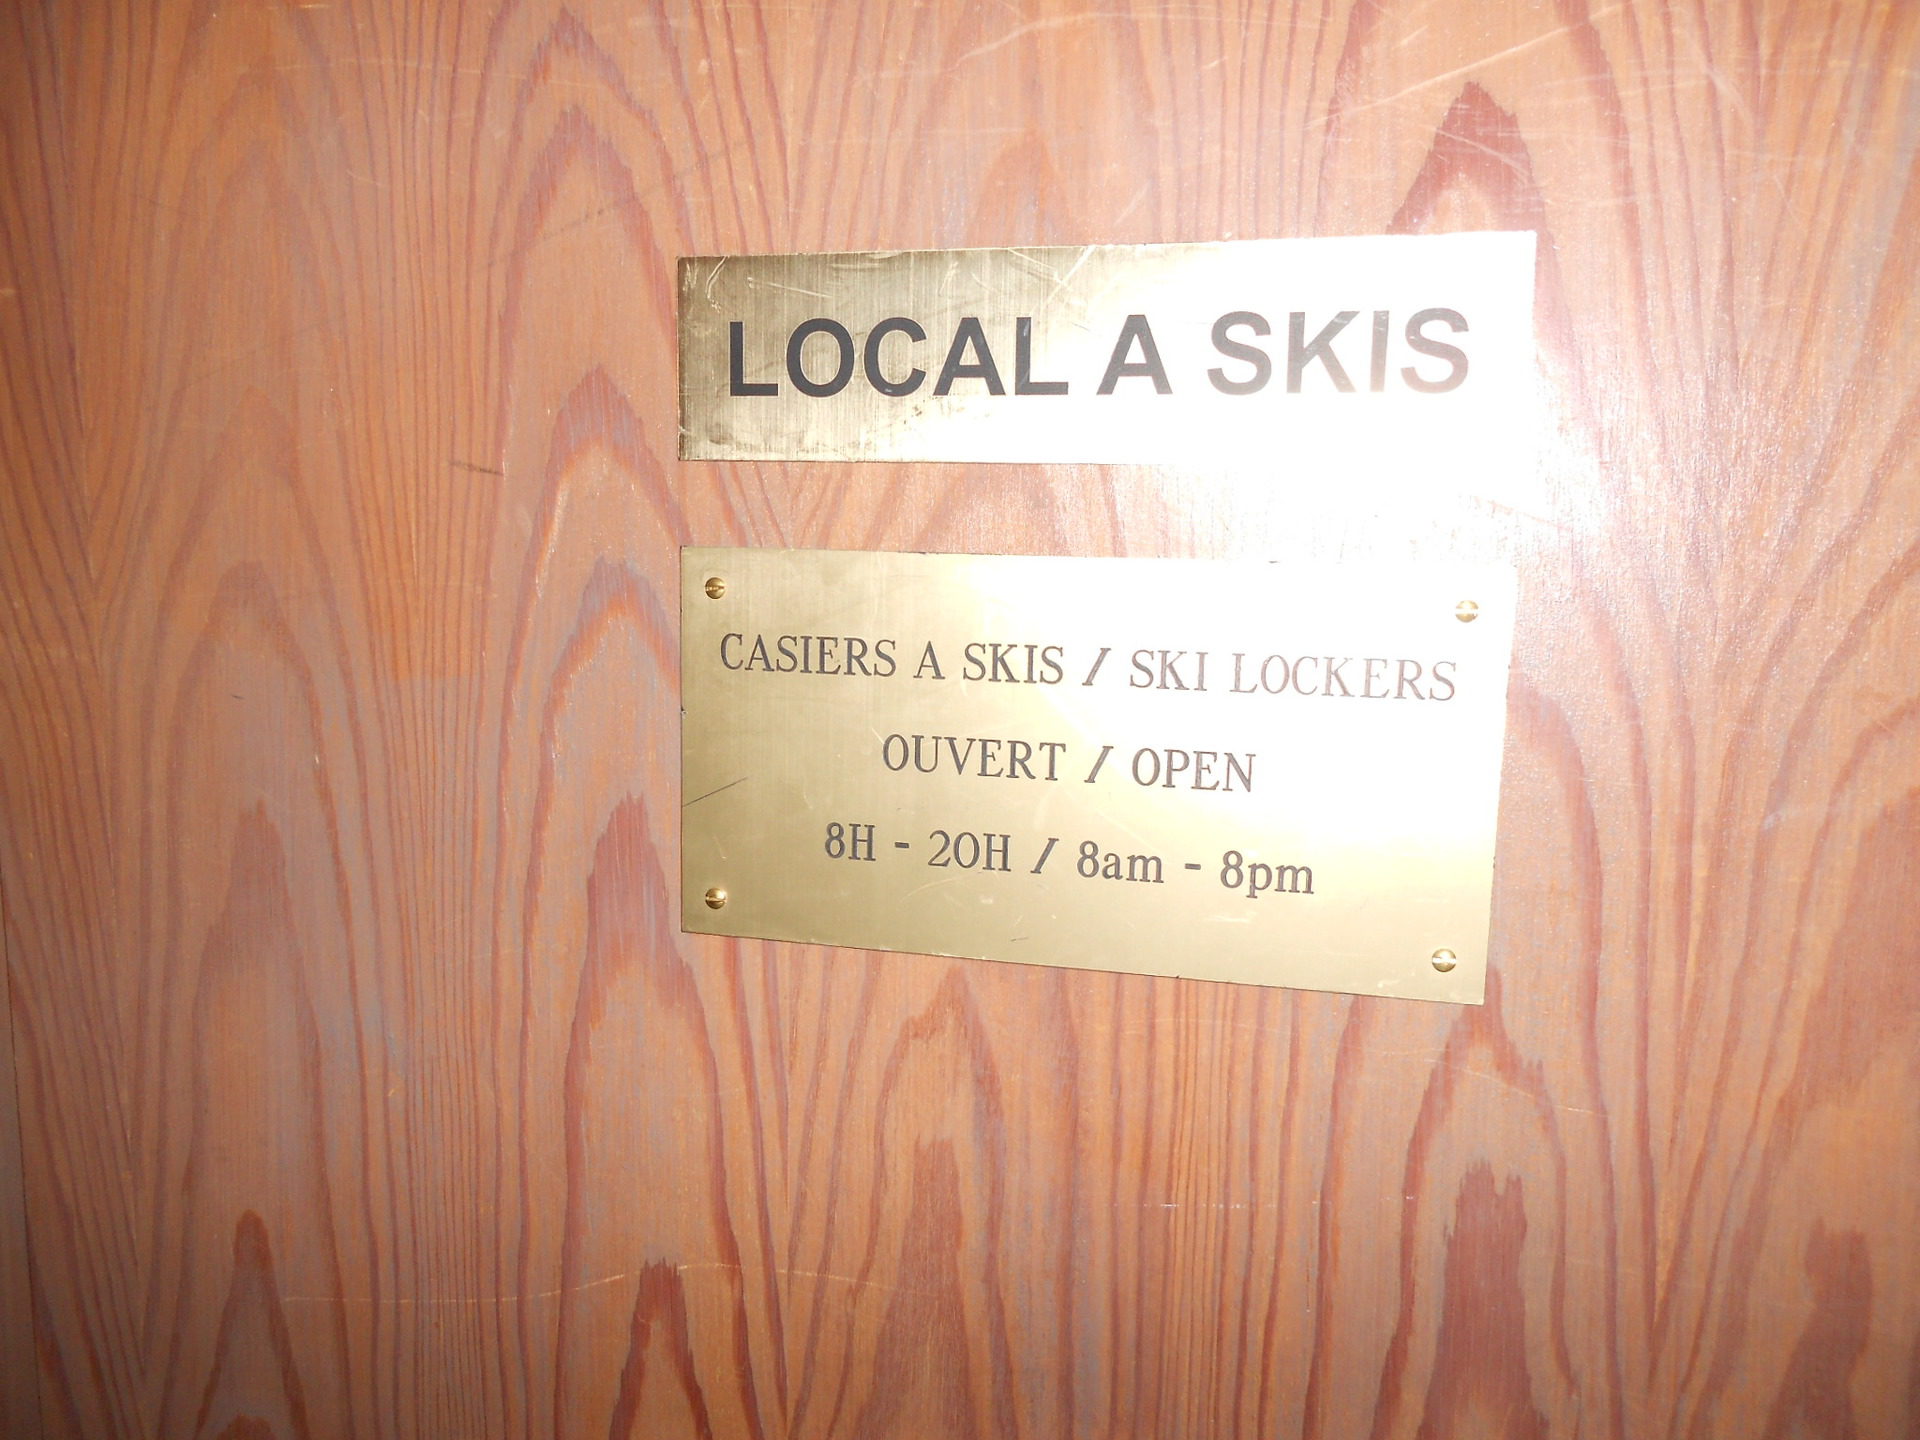 LOCAL A SKIS
CASIERS A SKIS / SKI LOCKERS
OUVERT / OPEN
8H - 20H / 8am - 8pm